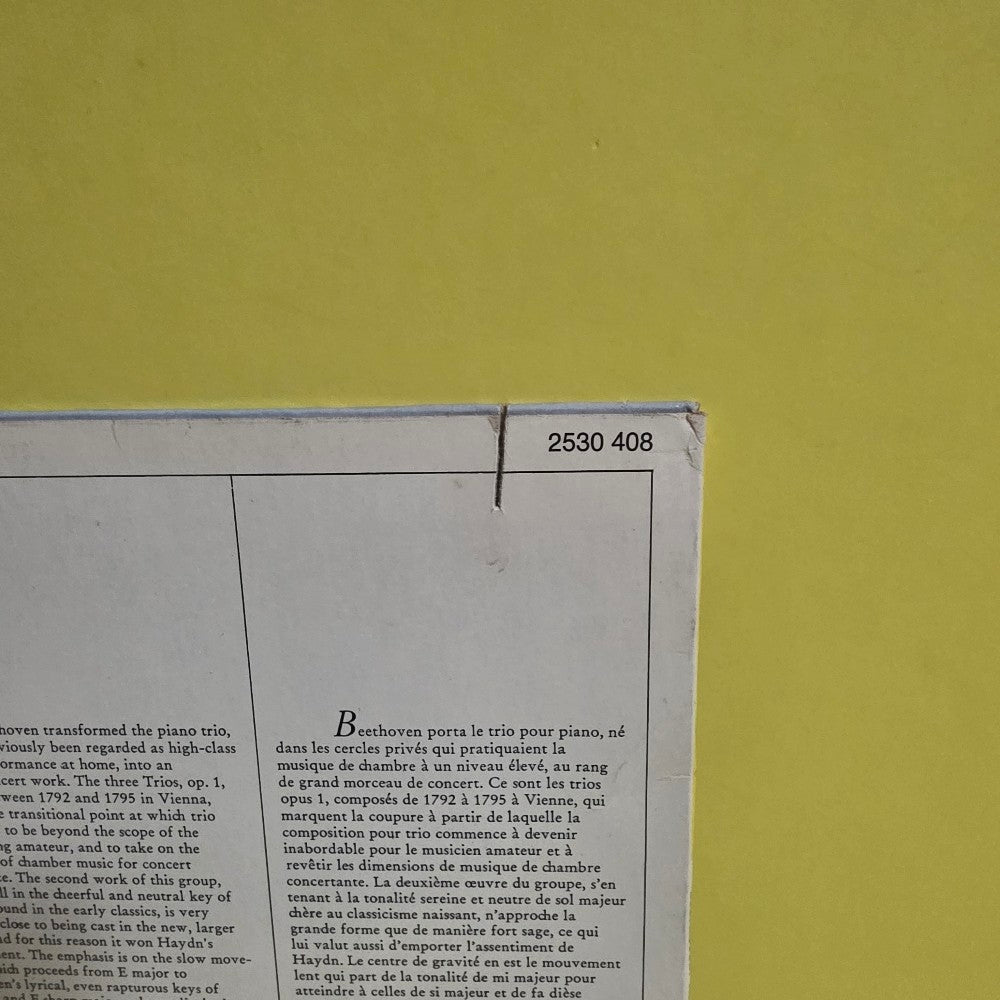 2530 408
hoven transformed the piano trio,
viously been regarded as high-class
ormance at home, into an
cert work. The three Trios, op. 1,
ween 1792 and 1795 in Vienna,
e transitional point at which trio
to be beyond the scope of the
ng amateur, and to take on the
of chamber music for concert
e. The second work of this group,
ll in the cheerful and neutral key of
ound in the early classics, is very
close to being cast in the new, larger
nd for this reason it won Haydn's
ent. The emphasis is on the slow move-
ich proceeds from E major to
en's lyrical, even rapturous keys of
Beethoven porta le trio pour piano, né
dans les cercles privés qui pratiquaient la
musique de chambre à un niveau élevé, au rang
de grand morceau de concert. Ce sont les trios
opus 1, composés de 1792 à 1795 à Vienne, qui
marquent la coupure à partir de laquelle la
composition pour trio commence à devenir
inabordable pour le musicien amateur et à
revêtir les dimensions de musique de chambre
concertante. La deuxième œuvre du groupe, s'en
tenant à la tonalité sereine et neutre de sol majeur
chère au classicisme naissant, n'approche la
grande forme que de manière fort sage, ce qui
lui valut aussi d'emporter l'assentiment de
Haydn. Le centre de gravité en est le mouvement
lent qui part de la tonalité de mi majeur pour
atteindre à celles de si majeur et de fa dièse